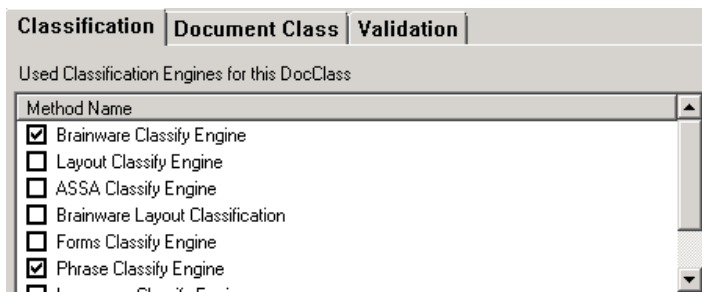 Classification Document Class Validation
Used Classification Engines for this DocClass
Method Name
Brainware Classify Engine
Layout Classify Engine
ASSA Classify Engine
Brainware Layout Classification
Forms Classify Engine
Phrase Classify Engine